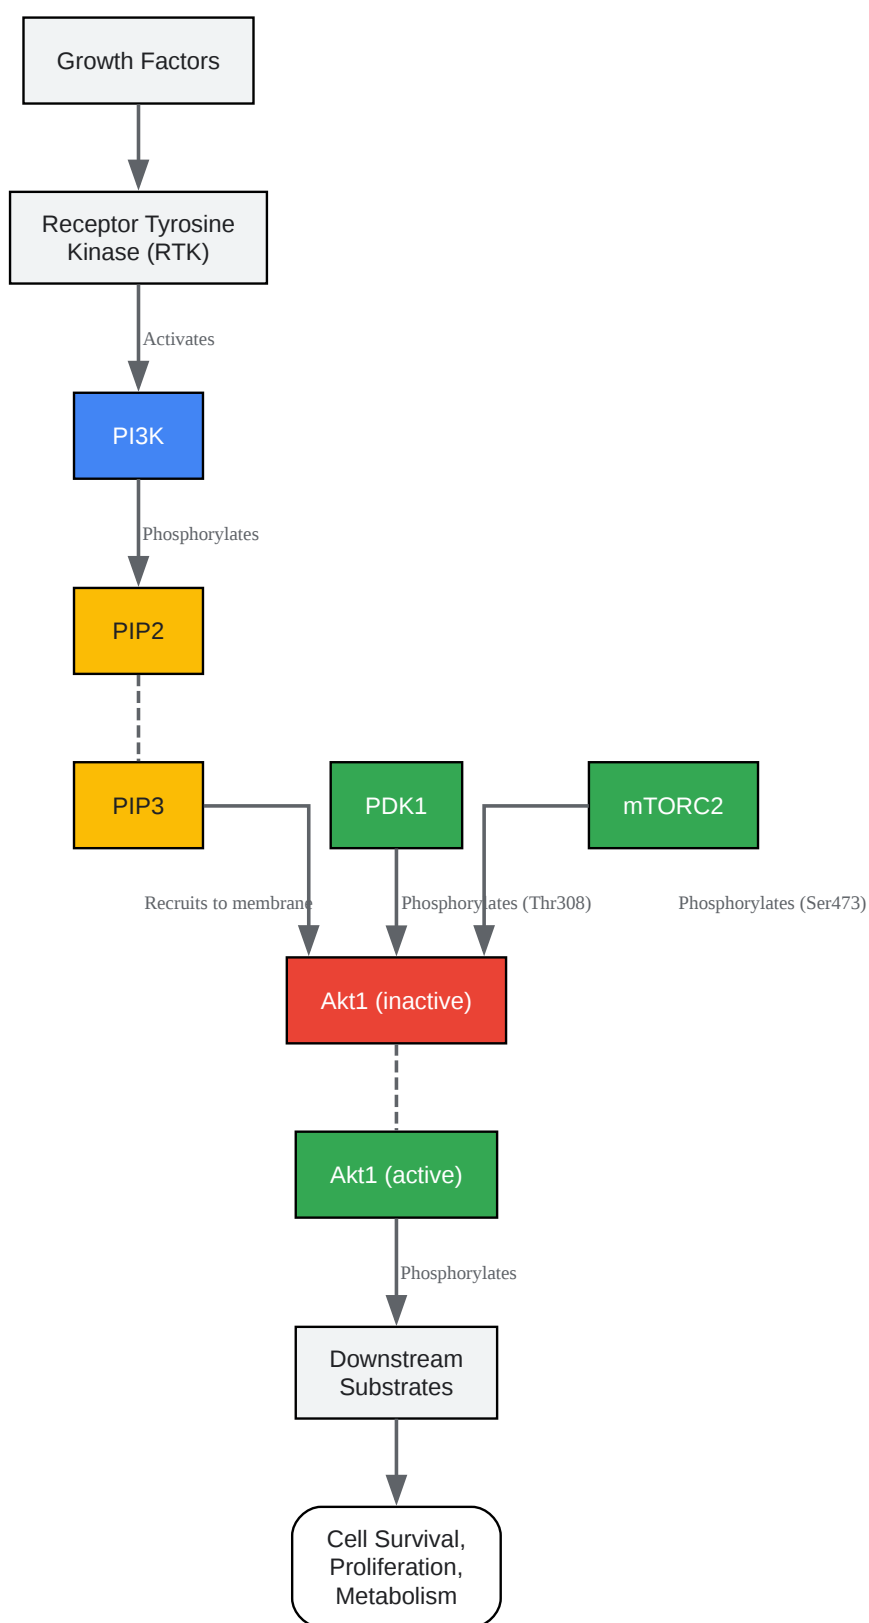 Growth Factors
Receptor Tyrosine
Kinase (RTK)
Activates
PI3K
Phosphorylates
PIP2
PIP3
PDK1
mTORC2
Recruits to membrane
Phosphorylates (Thr308)
Phosphorylates (Ser473)
Akt1 (inactive)
Akt1 (active)
Phosphorylates
Downstream
Substrates
Cell Survival,
Proliferation,
Metabolism